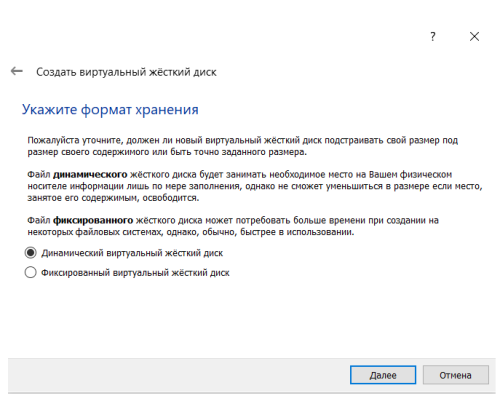 ?
Создать виртуальный жёсткий диск
Укажите формат хранения
Пожалуйста уточните, должен ли новый виртуальный жёсткий диск подстраивать свой размер под
размер своего содержимого или быть точно заданного размера.
Файл динамического жёсткого диска будет занимать необходимое место на Вашем физическом
носителе информации лишь по мере заполнения, однако не сможет уменьшиться в размере если место,
занятое его содержимым, освободится.
Файл фиксированного жёсткого диска может потребовать больше времени при создании на
некоторых файловых системах, однако, обычно, быстрее в использовании.
Динамический виртуальный жёсткий диск
Фиксированный виртуальный жёсткий диск
Далее
Отмена